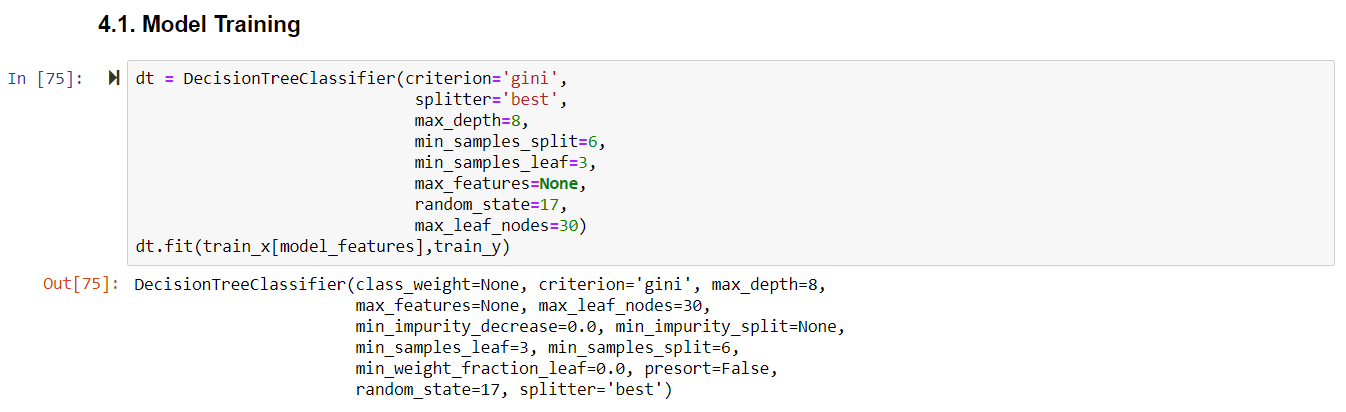 4.1. Model Training
In [75]: dt = DecisionTreeClassifier(criterion='gini',
splitter='best',
max_depth=8,
min_samples_split=6,
min_samples_leaf=3,
max_features=None,
random_state=17,
max_leaf_nodes=30)
dt.fit(train_x[model_features],train_y)
Out[75]: DecisionTreeClassifier(class_weight=None, criterion='gini', max_depth=8,
max_features=None, max_leaf_nodes=30,
min_impurity_decrease=0.0, min_impurity_split=None,
min_samples_leaf=3, min_samples_split=6,
min_weight_fraction_leaf=0.0, presort=False,
random_state=17, splitter='best')